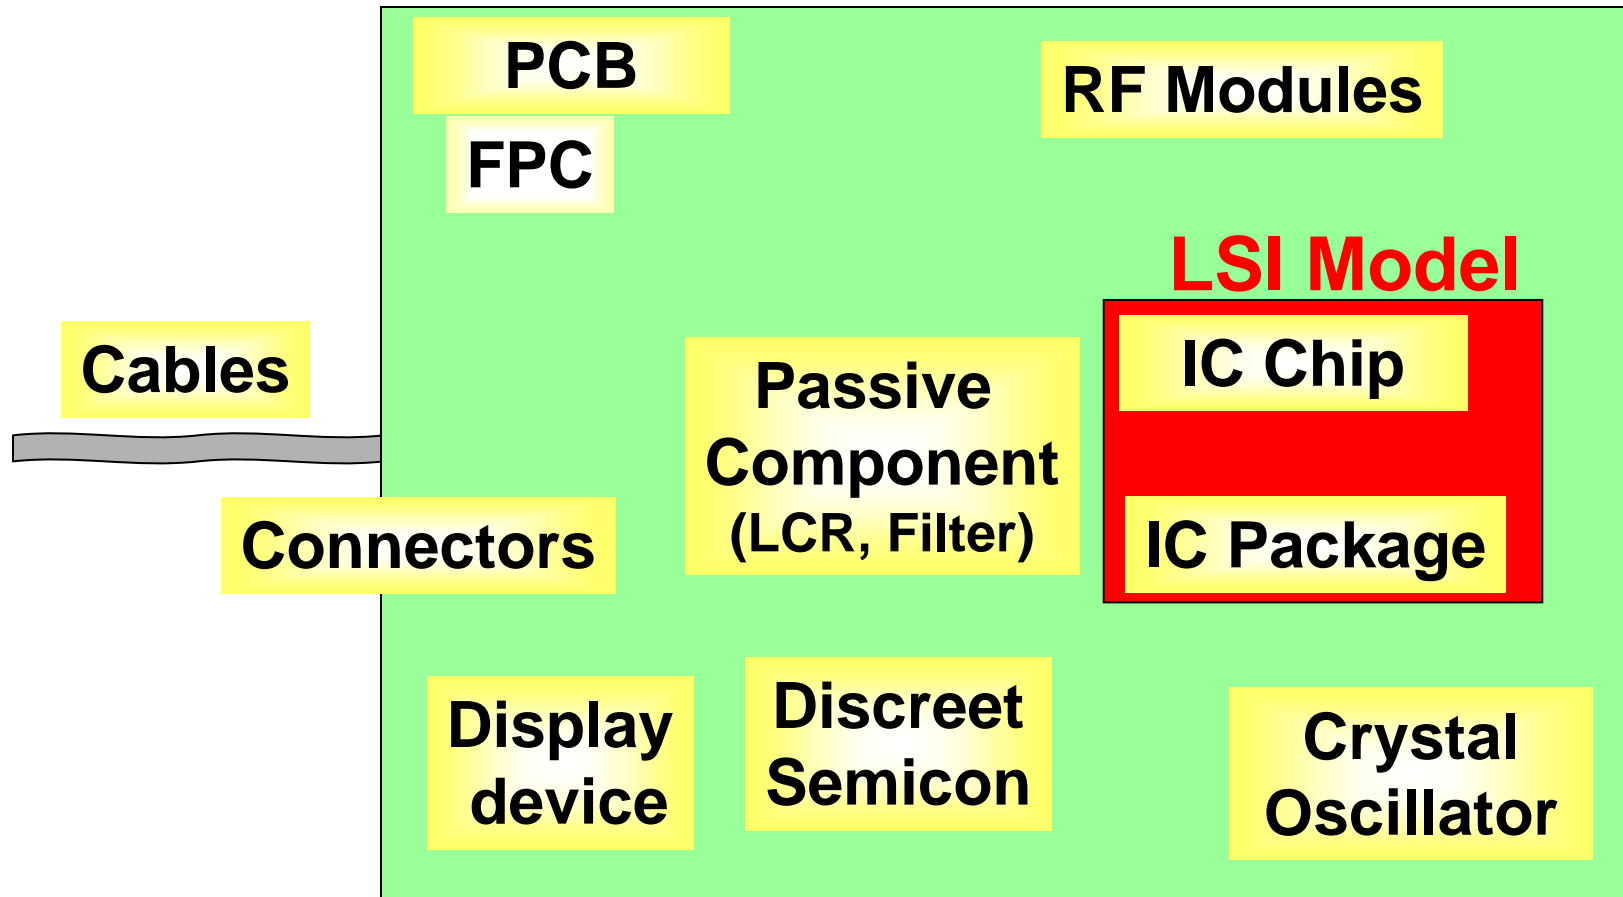 PCB
RF Modules
FPC
LSI Model
Cables
IC Chip
Passive
Component
(LCR, Filter)
Connectors
IC Package
Display
device
Discreet
Semicon
Crystal
Oscillator